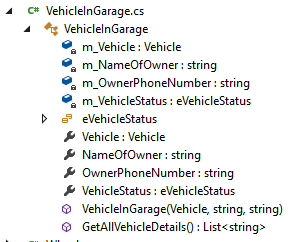 C# VehicleInGarage.cs
VehicleInGarage
m_Vehicle : Vehicle
m_NameOfOwner : string
m_OwnerPhoneNumber : string
m_VehicleStatus : eVehicleStatus
eVehicleStatus
Vehicle : Vehicle
NameOfOwner : string
OwnerPhoneNumber : string
VehicleStatus : eVehicleStatus
VehicleInGarage(Vehicle, string, string)
GetAllVehicleDetails() : List<string>